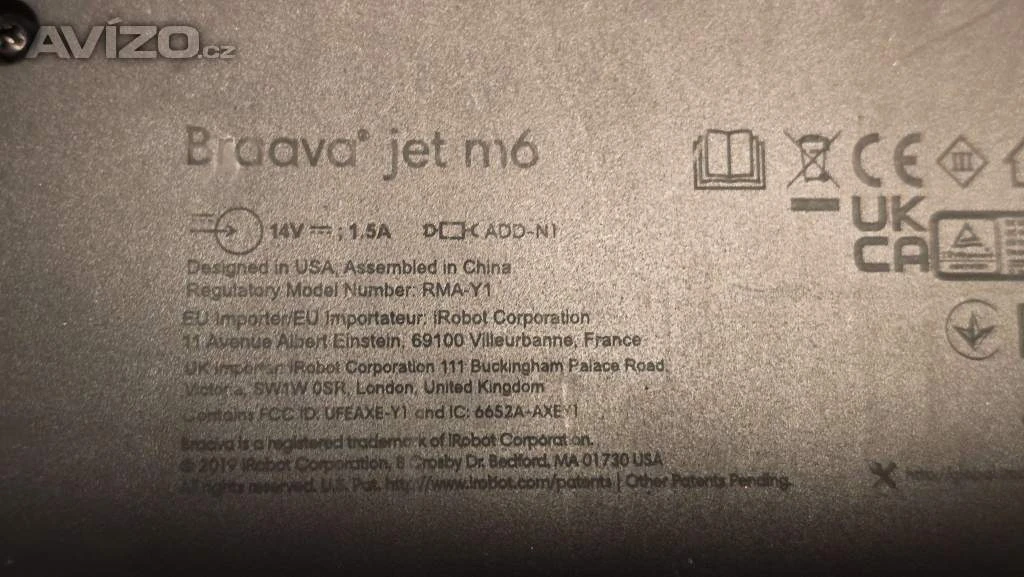 AVÍZO.cz
Braava® jet m6
14V ⎓; 1.5A ADD-N1
Designed in USA, Assembled in China
Regulatory Model Number: RMA-Y1
EU Importer/EU Importateur: iRobot Corporation
11 Avenue Albert Einstein, 69100 Villeurbanne, France
UK Importer: iRobot Corporation 111 Buckingham Palace Road,
Victoria, SW1W 0SR, London, United Kingdom
Contains FCC ID: UFEAXE-Y1 and IC: 6652A-AXEY1
Braava is a registered trademark of iRobot Corporation.
© 2019 iRobot Corporation, 8 Crosby Dr. Bedford, MA 01730 USA
All rights reserved. U.S. Pat. http://www.irobot.com/patents | Other Patents Pending.
CE
III
UK
CA